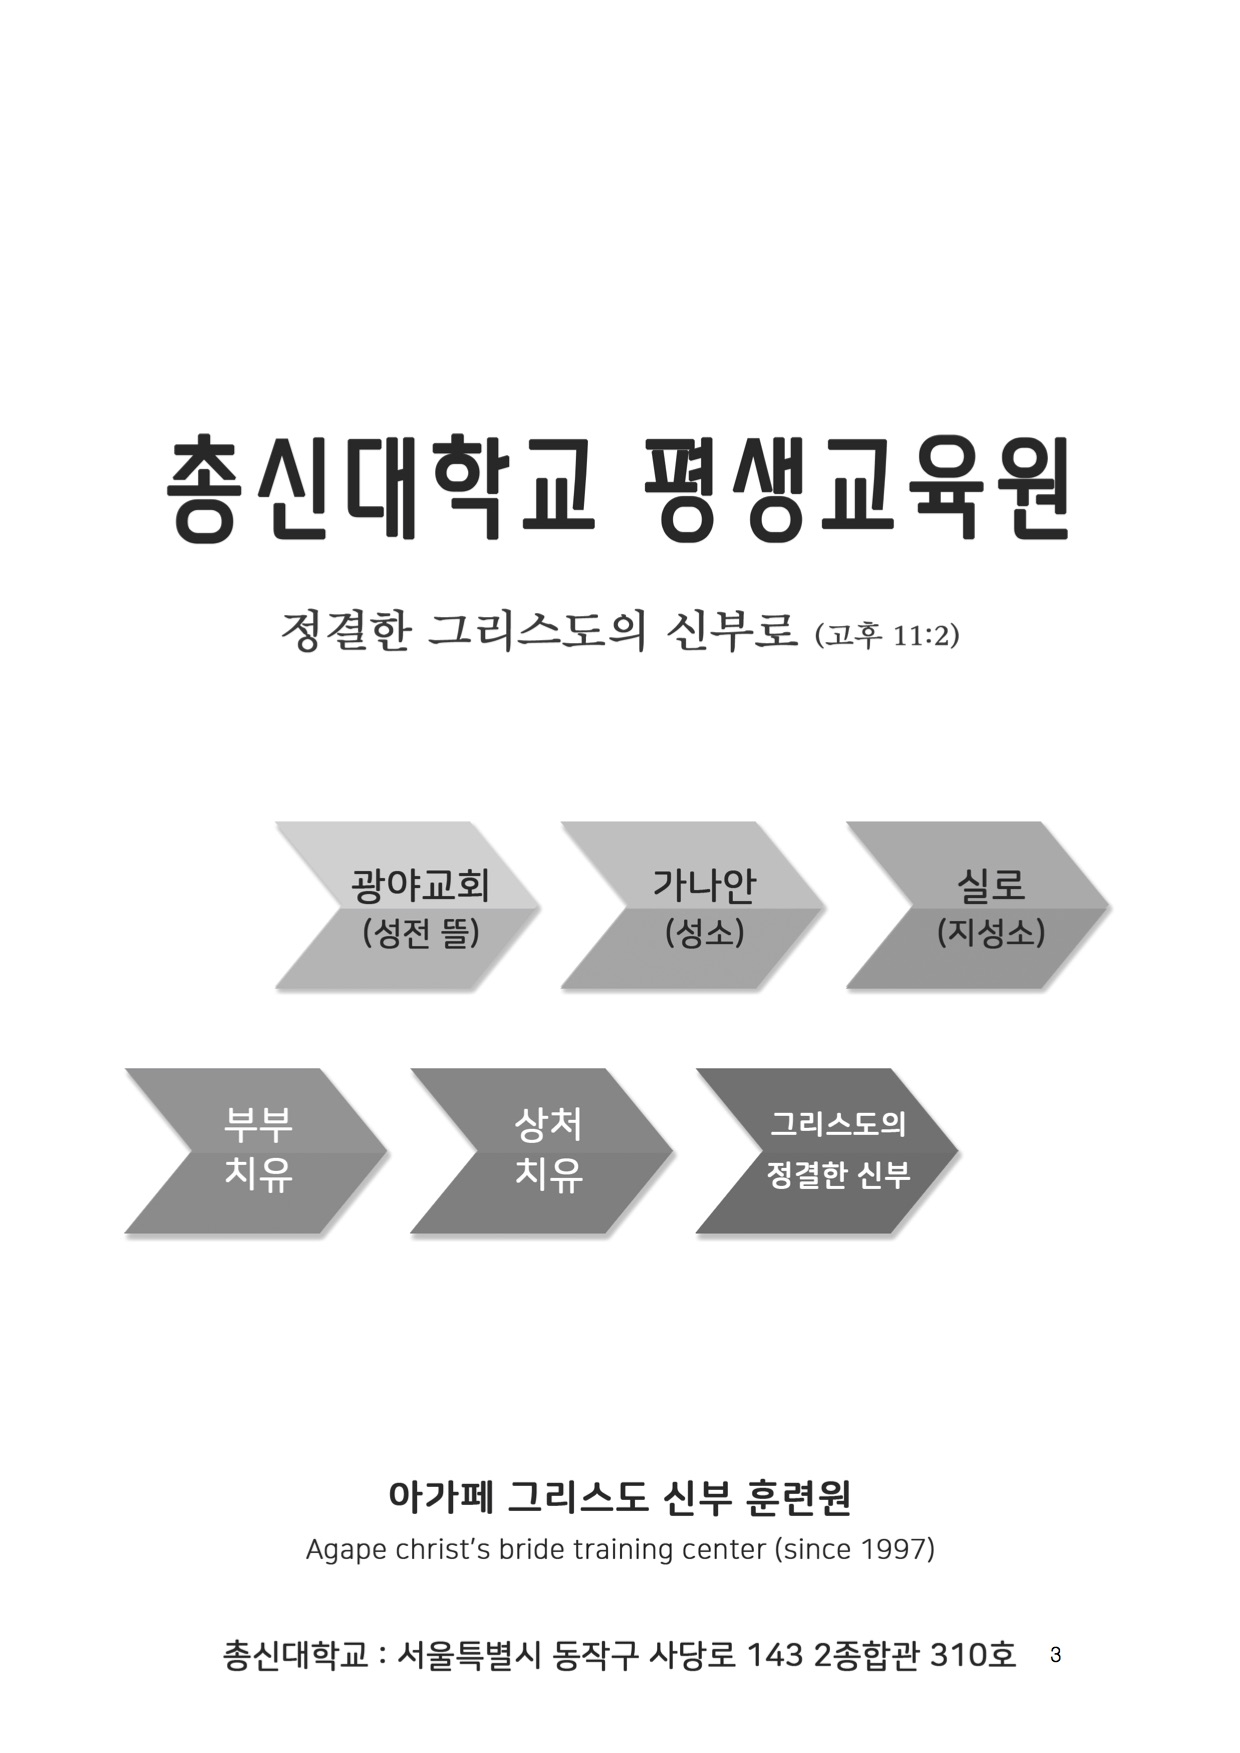 총신대학교 평생교육원
정결한 그리스도의 신부로 (고후 11:2)
광야교회
(성전 뜰)
가나안
(성소)
실로
(지성소)
부부
치유
상처
치유
그리스도의
정결한 신부
아가페 그리스도 신부 훈련원
Agape christ's bride training center (since 1997)
총신대학교 : 서울특별시 동작구 사당로 143 2종합관 310호
3